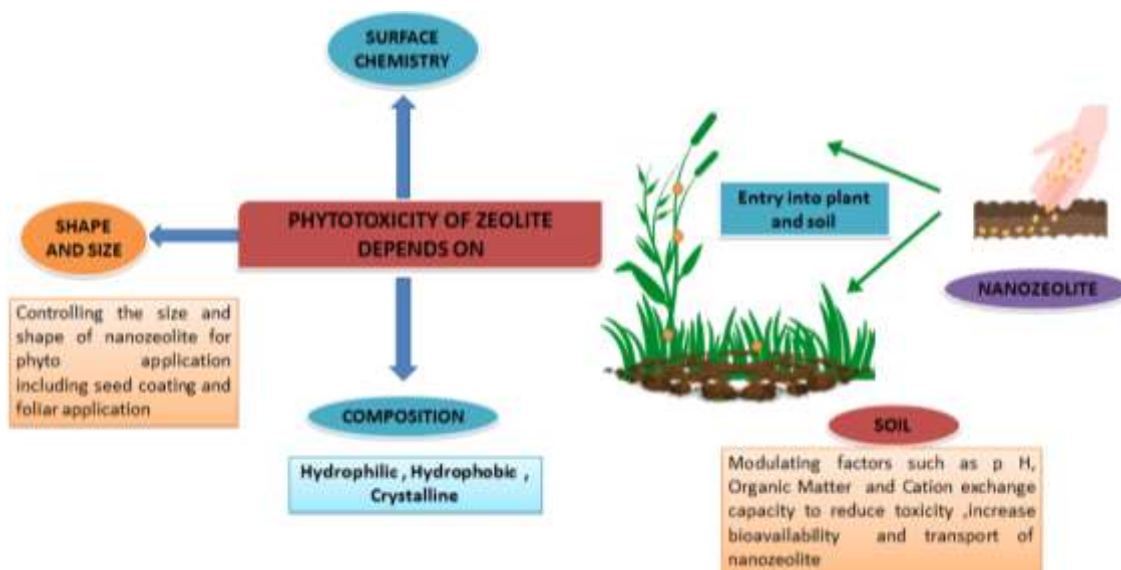 SURFACE
CHEMISTRY
PHYTOTOXICITY OF ZEOLITE
DEPENDS ON
SHAPE
AND SIZE
Controlling the size and
shape of nanozeolite for
phyto application
including seed coating and
foliar application
COMPOSITION
Hydrophilic , Hydrophobic ,
Crystalline
Entry into plant
and soil
NANOZEOLITE
SOIL
Modulating factors such as p H,
Organic Matter and Cation exchange
capacity to reduce toxicity ,increase
bioavailability and transport of
nanozeolite